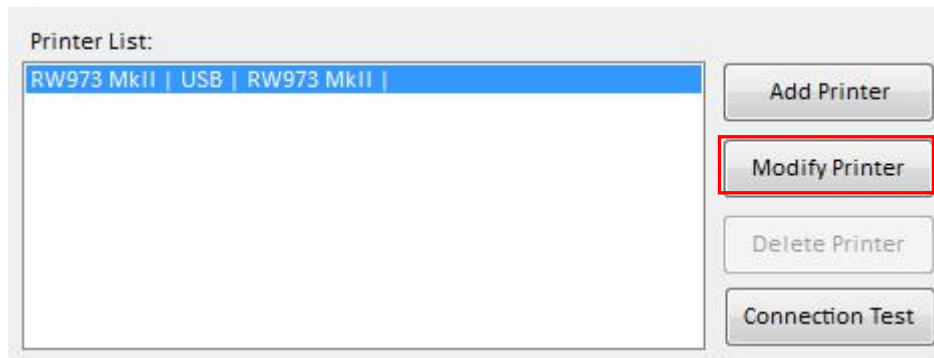 Printer List:
RW973 MkII | USB | RW973 MkII |
Add Printer
Modify Printer
Delete Printer
Connection Test